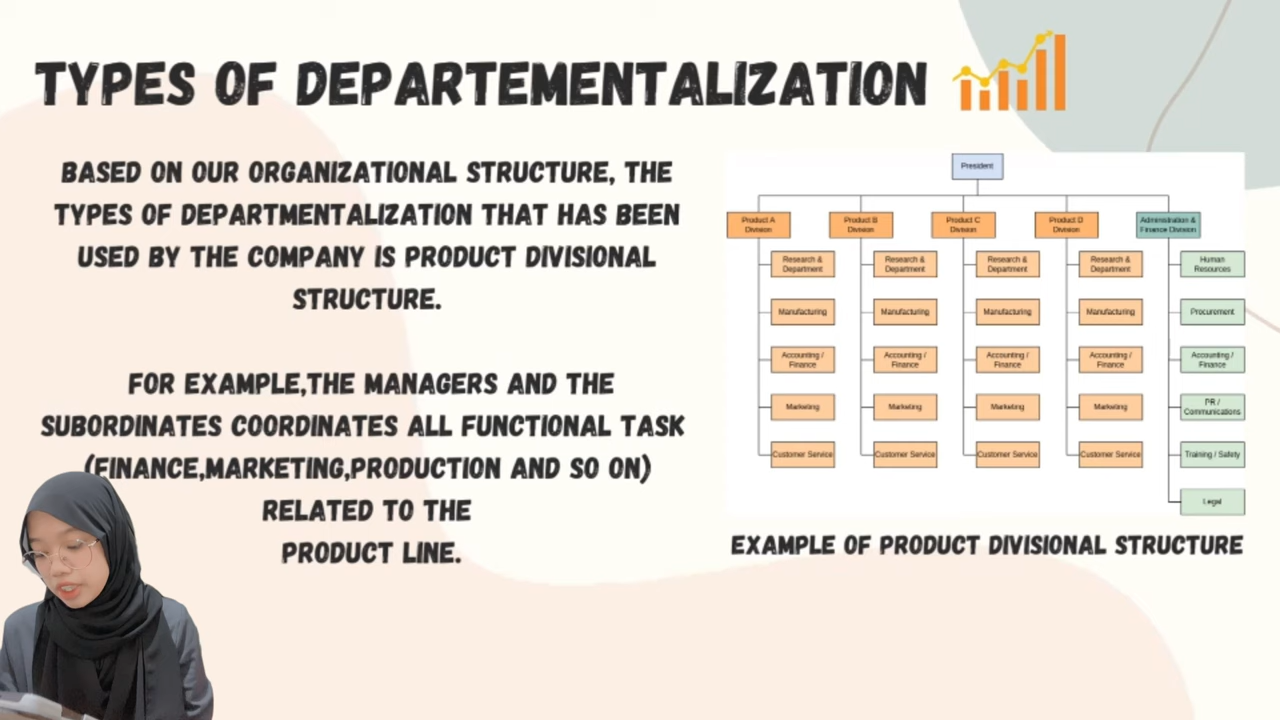 TYPES OF DEPARTEMENTALIZATION
BASED ON OUR ORGANIZATIONAL STRUCTURE, THE
TYPES OF DEPARTMENTALIZATION THAT HAS BEEN
USED BY THE COMPANY IS PRODUCT DIVISIONAL
STRUCTURE.
FOR EXAMPLE,THE MANAGERS AND THE
SUBORDINATES COORDINATES ALL FUNCTIONAL TASK
(FINANCE,MARKETING,PRODUCTION AND SO ON)
RELATED TO THE
PRODUCT LINE.
President
Product A
Division
Product B
Division
Product C
Division
Product D
Division
Administration &
Finance Division
Research &
Department
Research &
Department
Research &
Department
Research &
Department
Human
Resources
Manufacturing
Manufacturing
Manufacturing
Manufacturing
Procurement
Accounting /
Finance
Accounting /
Finance
Accounting /
Finance
Accounting /
Finance
Accounting /
Finance
Marketing
Marketing
Marketing
Marketing
PR /
Communications
Customer Service
Customer Service
Customer Service
Customer Service
Training / Safety
Legal
EXAMPLE OF PRODUCT DIVISIONAL STRUCTURE